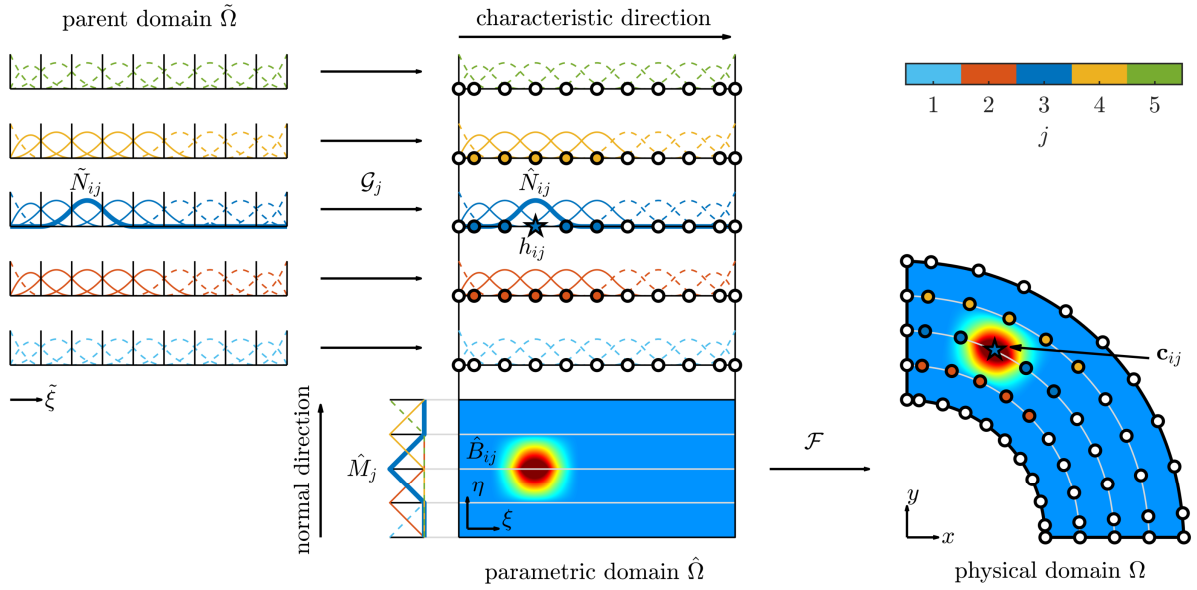 parent domain Ω̃
characteristic direction
1 2 3 4 5
j
Ñ_ij
𝒢_j
N̂_ij
h_ij
c_ij
ξ̃
normal direction
M̂_j
B̂_ij
η
ξ
ℱ
y
x
parametric domain Ω̂
physical domain Ω